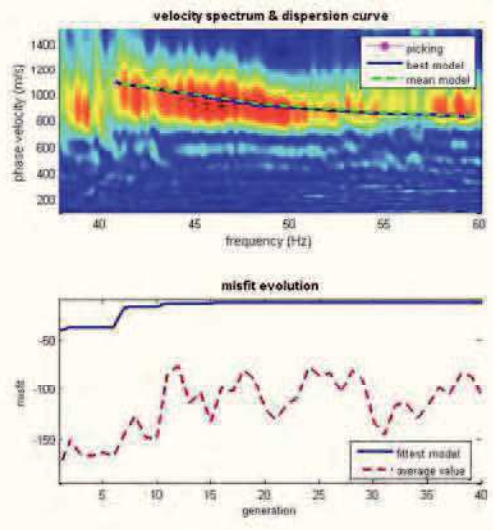 velocity spectrum & dispersion curve
phase velocity (m/s)
1400
1200
1000
800
600
400
200
picking
best model
mean model
40
45
50
55
60
frequency (Hz)
misfit evolution
misfit
-50
-100
-150
fittest model
average value
5
10
15
20
25
30
35
40
generation